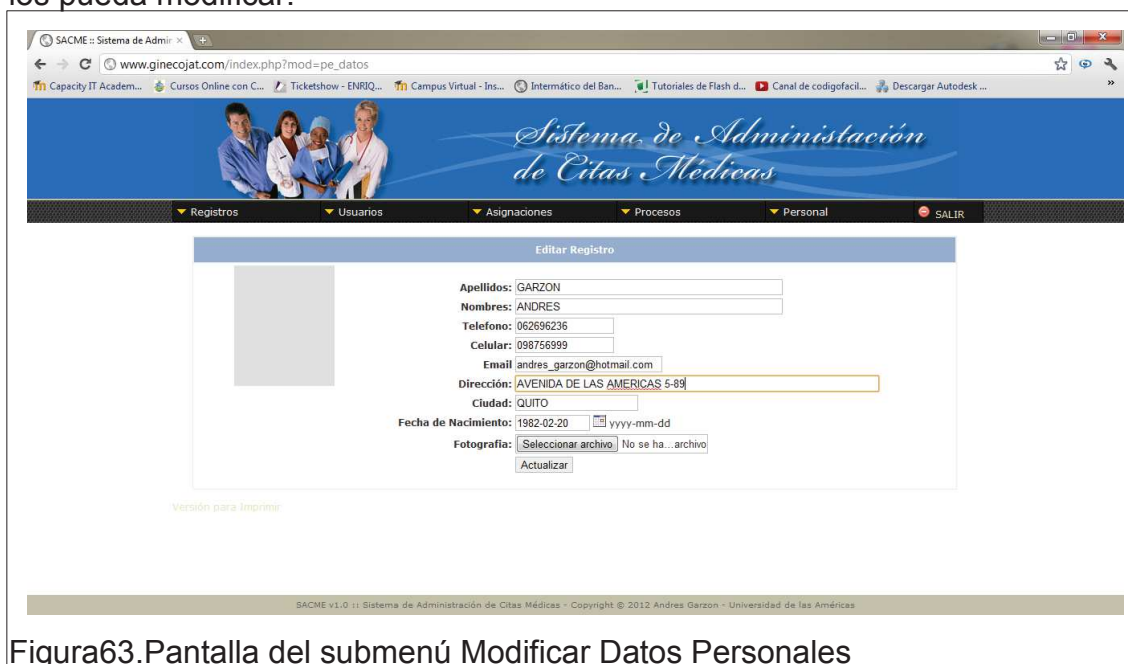 los pueda modificar.
SACME :: Sistema de Admir
www.ginecojat.com/index.php?mod=pe_datos
Capacity IT Academ... Cursos Online con C... Ticketshow - ENRIQ... Campus Virtual - Ins... Intermático del Ban... Tutoriales de Flash d... Canal de codigofacil... Descargar Autodesk ... »
Sistema de Administación
de Citas Médicas
Registros Usuarios Asignaciones Procesos Personal SALIR
Editar Registro
Apellidos: GARZON
Nombres: ANDRES
Telefono: 062696236
Celular: 098756999
Email andres_garzon@hotmail.com
Dirección: AVENIDA DE LAS AMERICAS 5-89
Ciudad: QUITO
Fecha de Nacimiento: 1982-02-20 yyyy-mm-dd
Fotografia: Seleccionar archivo No se ha...archivo
Actualizar
Versión para Imprimir
SACME v1.0 :: Sistema de Administración de Citas Médicas - Copyright © 2012 Andres Garzon - Universidad de las Américas
Figura63.Pantalla del submenú Modificar Datos Personales